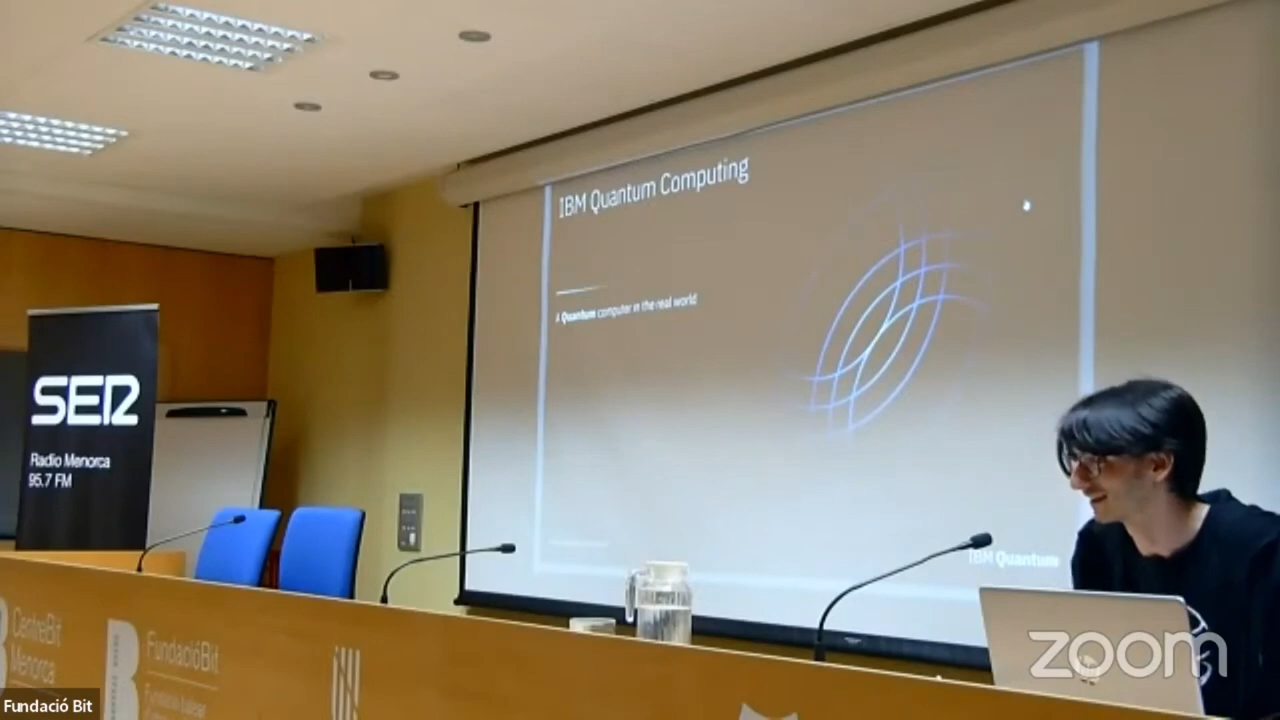 IBM Quantum Computing
A Quantum computer in the real world
IBM Quantum
SER
Radio Menorca
95.7 FM
CentreBit
Menorca
FundacióBit
Fundació Bit
zoom